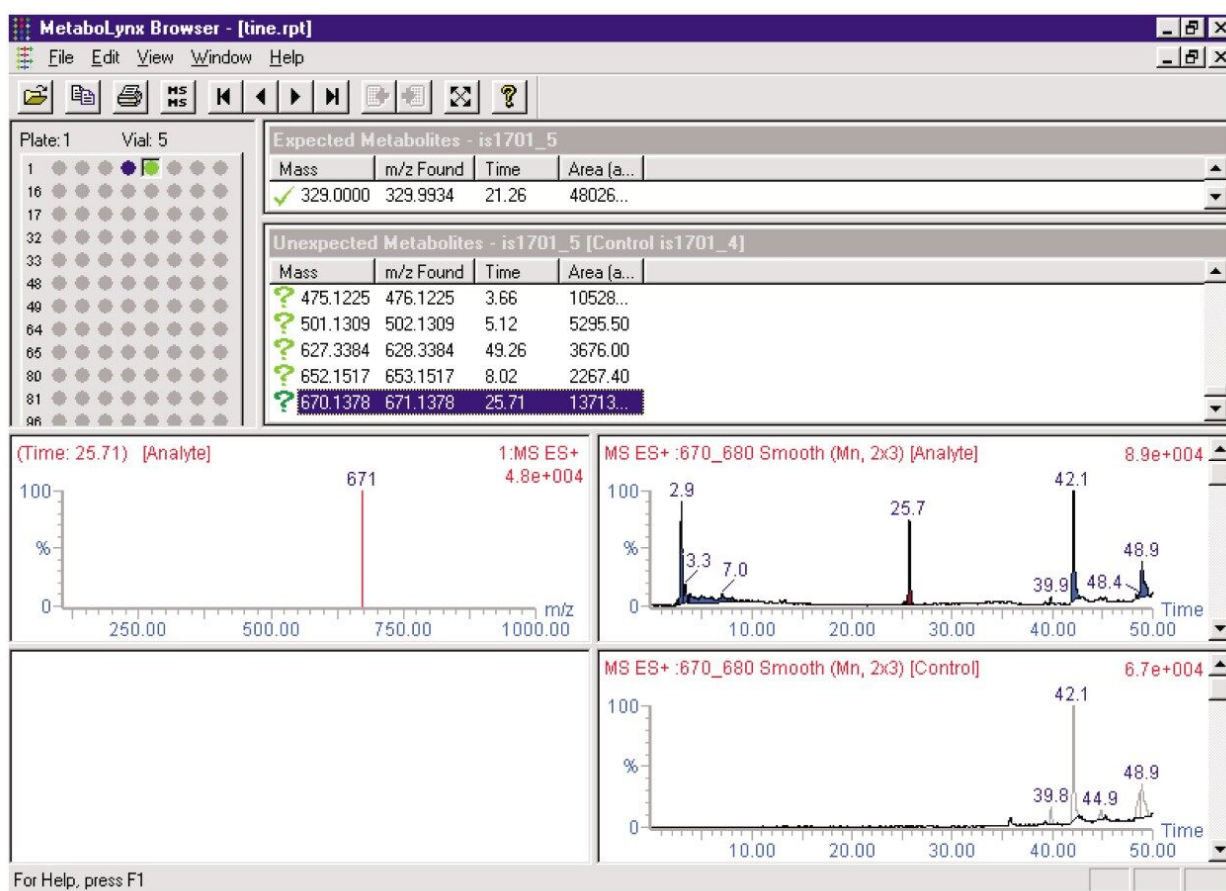 MetaboLynx Browser - [tine.rpt]
File Edit View Window Help
MS
MS
Plate: 1 Vial: 5
1
16
17
32
33
48
49
64
65
80
81
96
Expected Metabolites - is1701_5
Mass m/z Found Time Area (a...
329.0000 329.9934 21.26 48026...
Unexpected Metabolites - is1701_5 [Control is1701_4]
Mass m/z Found Time Area (a...
? 475.1225 476.1225 3.66 10528...
? 501.1309 502.1309 5.12 5295.50
? 627.3384 628.3384 49.26 3676.00
? 652.1517 653.1517 8.02 2267.40
? 670.1378 671.1378 25.71 13713...
(Time: 25.71) [Analyte] 1:MS ES+
4.8e+004
671
100
%
0
m/z
250.00 500.00 750.00 1000.00
MS ES+ :670_680 Smooth (Mn, 2x3) [Analyte] 8.9e+004
42.1
100 2.9
25.7
% 48.9
3.3 7.0 39.9 48.4
0
Time
10.00 20.00 30.00 40.00 50.00
MS ES+ :670_680 Smooth (Mn, 2x3) [Control] 6.7e+004
42.1
100
%
48.9
39.8 44.9
0
Time
10.00 20.00 30.00 40.00 50.00
For Help, press F1